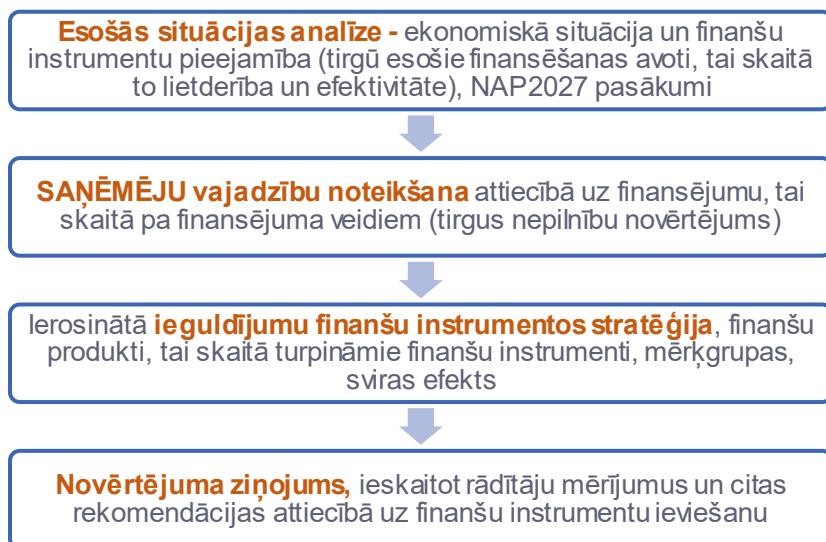 Esošās situācijas analīze - ekonomiskā situācija un finanšu
instrumentu pieejamība (tirgū esošie finansēšanas avoti, tai skaitā
to lietderība un efektivitāte), NAP2027 pasākumi
SAŅĒMĒJU vajadzību noteikšana attiecībā uz finansējumu, tai
skaitā pa finansējuma veidiem (tirgus nepilnību novērtējums)
Ierosinātā ieguldījumu finanšu instrumentos stratēģija, finanšu
produkti, tai skaitā turpināmie finanšu instrumenti, mērķgrupas,
sviras efekts
Novērtējuma ziņojums, ieskaitot rādītāju mērījumus un citas
rekomendācijas attiecībā uz finanšu instrumentu ieviešanu